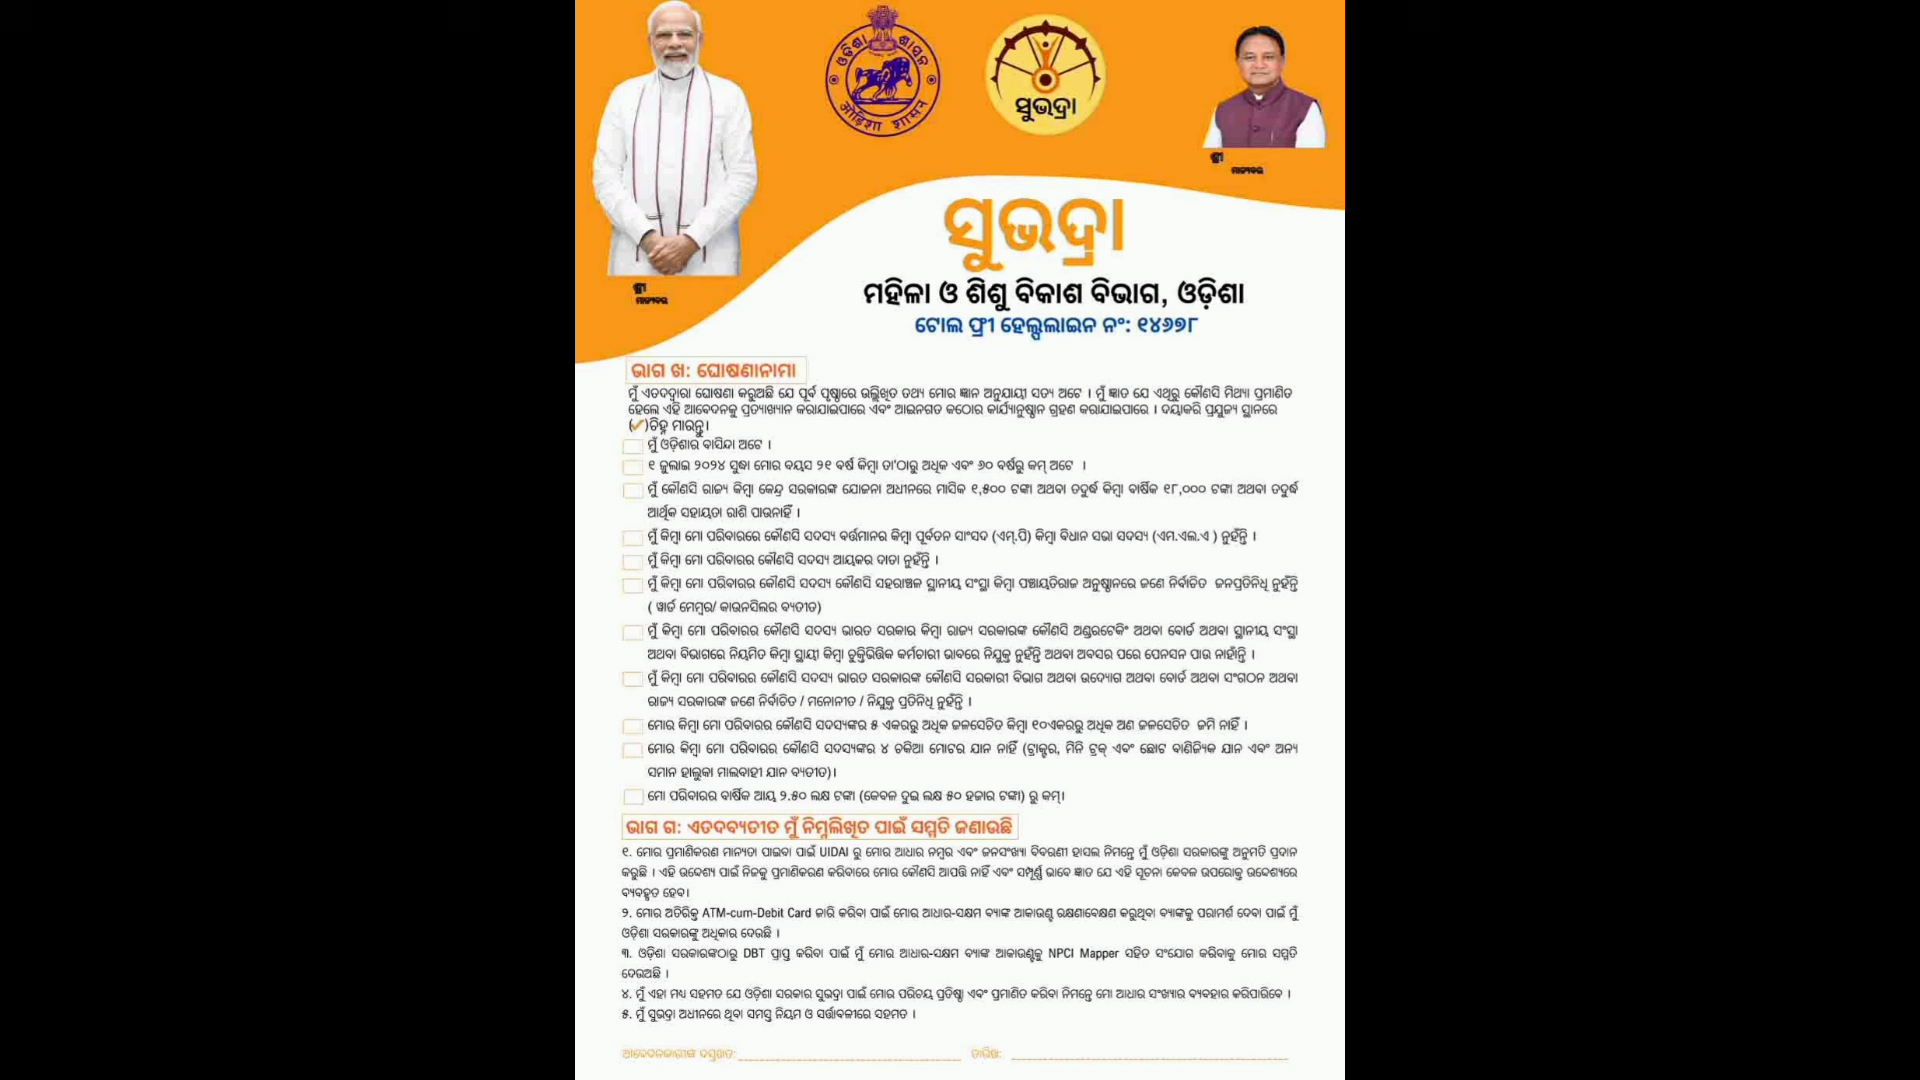 ଓଡ଼ିଶା ଶାସନ
ओड़िशा शासन
ସୁଭଦ୍ରା
ଶ୍ରୀ
ମାନ୍ୟବର
ସୁଭଦ୍ରା
ମହିଳା ଓ ଶିଶୁ ବିକାଶ ବିଭାଗ, ଓଡ଼ିଶା
ଶ୍ରୀ
ମାନ୍ୟବର
ଟୋଲ ଫ୍ରୀ ହେଲ୍ପଲାଇନ ନଂ: ୧୪୬୭୮
ଭାଗ ଖ: ଘୋଷଣାନାମା
ମୁଁ ଏତଦଦ୍ୱାରା ଘୋଷଣା କରୁଅଛି ଯେ ପୂର୍ବ ପୃଷ୍ଠାରେ ଉଲ୍ଲିଖିତ ତଥ୍ୟ ମୋର ଜ୍ଞାନ ଅନୁଯାୟୀ ସତ୍ୟ ଅଟେ । ମୁଁ ଜ୍ଞାତ ଯେ ଏଥିରୁ କୌଣସି ମିଥ୍ୟା ପ୍ରମାଣିତ
ହେଲେ ଏହି ଆବେଦନକୁ ପ୍ରତ୍ୟାଖ୍ୟାନ କରାଯାଇପାରେ ଏବଂ ଆଇନଗତ କଠୋର କାର୍ଯ୍ୟାନୁଷ୍ଠାନ ଗ୍ରହଣ କରାଯାଇପାରେ । ଦୟାକରି ପ୍ରଯୁଜ୍ୟ ସ୍ଥାନରେ
(✓)ଚିହ୍ନ ମାରନ୍ତୁ।
ମୁଁ ଓଡ଼ିଶାର ବାସିନ୍ଦା ଅଟେ ।
୧ ଜୁଲାଇ ୨୦୨୪ ସୁଦ୍ଧା ମୋର ବୟସ ୨୧ ବର୍ଷ କିମ୍ବା ତା'ଠାରୁ ଅଧିକ ଏବଂ ୬୦ ବର୍ଷରୁ କମ୍ ଅଟେ ।
ମୁଁ କୌଣସି ରାଜ୍ୟ କିମ୍ବା କେନ୍ଦ୍ର ସରକାରଙ୍କ ଯୋଜନା ଅଧୀନରେ ମାସିକ ୧,୫୦୦ ଟଙ୍କା ଅଥବା ତଦୁର୍ଦ୍ଧ କିମ୍ବା ବାର୍ଷିକ ୧୮,୦୦୦ ଟଙ୍କା ଅଥବା ତଦୁର୍ଦ୍ଧ
ଆର୍ଥିକ ସହାୟତା ରାଶି ପାଉନାହିଁ ।
ମୁଁ କିମ୍ବା ମୋ ପରିବାରରେ କୌଣସି ସଦସ୍ୟ ବର୍ତ୍ତମାନର କିମ୍ବା ପୂର୍ବତନ ସାଂସଦ (ଏମ୍.ପି) କିମ୍ବା ବିଧାନ ସଭା ସଦସ୍ୟ (ଏମ.ଏଲ.ଏ ) ନୁହଁନ୍ତି ।
ମୁଁ କିମ୍ବା ମୋ ପରିବାରର କୌଣସି ସଦସ୍ୟ ଆୟକର ଦାତା ନୁହଁନ୍ତି ।
ମୁଁ କିମ୍ବା ମୋ ପରିବାରର କୌଣସି ସଦସ୍ୟ କୌଣସି ସହରାଞ୍ଚଳ ସ୍ଥାନୀୟ ସଂସ୍ଥା କିମ୍ବା ପଞ୍ଚାୟତିରାଜ ଅନୁଷ୍ଠାନରେ ଜଣେ ନିର୍ବାଚିତ ଜନପ୍ରତିନିଧି ନୁହଁନ୍ତି
( ୱାର୍ଡ ମେମ୍ବର/ କାଉନସିଲର ବ୍ୟତୀତ)
ମୁଁ କିମ୍ବା ମୋ ପରିବାରର କୌଣସି ସଦସ୍ୟ ଭାରତ ସରକାର କିମ୍ବା ରାଜ୍ୟ ସରକାରଙ୍କ କୌଣସି ଅଣ୍ଡରଟେକିଂ ଅଥବା ବୋର୍ଡ ଅଥବା ସ୍ଥାନୀୟ ସଂସ୍ଥା
ଅଥବା ବିଭାଗରେ ନିୟମିତ କିମ୍ବା ସ୍ଥାୟୀ କିମ୍ବା ଚୁକ୍ତିଭିତ୍ତିକ କର୍ମଚାରୀ ଭାବରେ ନିଯୁକ୍ତ ନୁହଁନ୍ତି ଅଥବା ଅବସର ପରେ ପେନସନ ପାଉ ନାହାଁନ୍ତି ।
ମୁଁ କିମ୍ବା ମୋ ପରିବାରର କୌଣସି ସଦସ୍ୟ ଭାରତ ସରକାରଙ୍କ କୌଣସି ସରକାରୀ ବିଭାଗ ଅଥବା ଉଦ୍ୟୋଗ ଅଥବା ବୋର୍ଡ ଅଥବା ସଂଗଠନ ଅଥବା
ରାଜ୍ୟ ସରକାରଙ୍କ ଜଣେ ନିର୍ବାଚିତ / ମନୋନୀତ / ନିଯୁକ୍ତ ପ୍ରତିନିଧି ନୁହଁନ୍ତି ।
ମୋର କିମ୍ବା ମୋ ପରିବାରର କୌଣସି ସଦସ୍ୟଙ୍କର ୫ ଏକରରୁ ଅଧିକ ଜଳସେଚିତ କିମ୍ବା ୧୦ଏକରରୁ ଅଧିକ ଅଣ ଜଳସେଚିତ ଜମି ନାହିଁ ।
ମୋର କିମ୍ବା ମୋ ପରିବାରର କୌଣସି ସଦସ୍ୟଙ୍କର ୪ ଚକିଆ ମୋଟର ଯାନ ନାହିଁ (ଟ୍ରାକ୍ଟର, ମିନି ଟ୍ରକ୍ ଏବଂ ଛୋଟ ବାଣିଜ୍ୟିକ ଯାନ ଏବଂ ଅନ୍ୟ
ସମାନ ହାଲୁକା ମାଲବାହୀ ଯାନ ବ୍ୟତୀତ)।
ମୋ ପରିବାରର ବାର୍ଷିକ ଆୟ ୨.୫୦ ଲକ୍ଷ ଟଙ୍କା (କେବଳ ଦୁଇ ଲକ୍ଷ ୫୦ ହଜାର ଟଙ୍କା) ରୁ କମ୍।
ଭାଗ ଗ: ଏତଦବ୍ୟତୀତ ମୁଁ ନିମ୍ନଲିଖିତ ପାଇଁ ସମ୍ମତି ଜଣାଉଛି
୧. ମୋର ପ୍ରମାଣିକରଣ ମାନ୍ୟତା ପାଇବା ପାଇଁ UIDAI ରୁ ମୋର ଆଧାର ନମ୍ବର ଏବଂ ଜନସଂଖ୍ୟା ବିବରଣୀ ହାସଲ ନିମନ୍ତେ ମୁଁ ଓଡ଼ିଶା ସରକାରଙ୍କୁ ଅନୁମତି ପ୍ରଦାନ
କରୁଛି । ଏହି ଉଦ୍ଦେଶ୍ୟ ପାଇଁ ନିଜକୁ ପ୍ରମାଣିକରଣ କରିବାରେ ମୋର କୌଣସି ଆପତ୍ତି ନାହିଁ ଏବଂ ସମ୍ପୂର୍ଣ୍ଣ ଭାବେ ଜ୍ଞାତ ଯେ ଏହି ସୂଚନା କେବଳ ଉପରୋକ୍ତ ଉଦ୍ଦେଶ୍ୟରେ
ବ୍ୟବହୃତ ହେବ।
୨. ମୋର ଅତିରିକ୍ତ ATM-cum-Debit Card ଜାରି କରିବା ପାଇଁ ମୋର ଆଧାର-ସକ୍ଷମ ବ୍ୟାଙ୍କ ଆକାଉଣ୍ଟ ରକ୍ଷଣାବେକ୍ଷଣ କରୁଥିବା ବ୍ୟାଙ୍କକୁ ପରାମର୍ଶ ଦେବା ପାଇଁ ମୁଁ
ଓଡ଼ିଶା ସରକାରଙ୍କୁ ଅଧିକାର ଦେଉଛି ।
୩. ଓଡ଼ିଶା ସରକାରଙ୍କଠାରୁ DBT ପ୍ରାପ୍ତ କରିବା ପାଇଁ ମୁଁ ମୋର ଆଧାର-ସକ୍ଷମ ବ୍ୟାଙ୍କ ଆକାଉଣ୍ଟକୁ NPCI Mapper ସହିତ ସଂଯୋଗ କରିବାକୁ ମୋର ସମ୍ମତି
ଦେଉଅଛି ।
୪. ମୁଁ ଏହା ମଧ୍ୟ ସହମତ ଯେ ଓଡ଼ିଶା ସରକାର ସୁଭଦ୍ରା ପାଇଁ ମୋର ପରିଚୟ ପ୍ରତିଷ୍ଠା ଏବଂ ପ୍ରମାଣିତ କରିବା ନିମନ୍ତେ ମୋ ଆଧାର ସଂଖ୍ୟାର ବ୍ୟବହାର କରିପାରିବେ ।
୫. ମୁଁ ସୁଭଦ୍ରା ଅଧୀନରେ ଥିବା ସମସ୍ତ ନିୟମ ଓ ସର୍ତ୍ତାବଳୀରେ ସହମତ ।
ଆବେଦନକାରୀଙ୍କ ଦସ୍ତଖତ: ତାରିଖ: